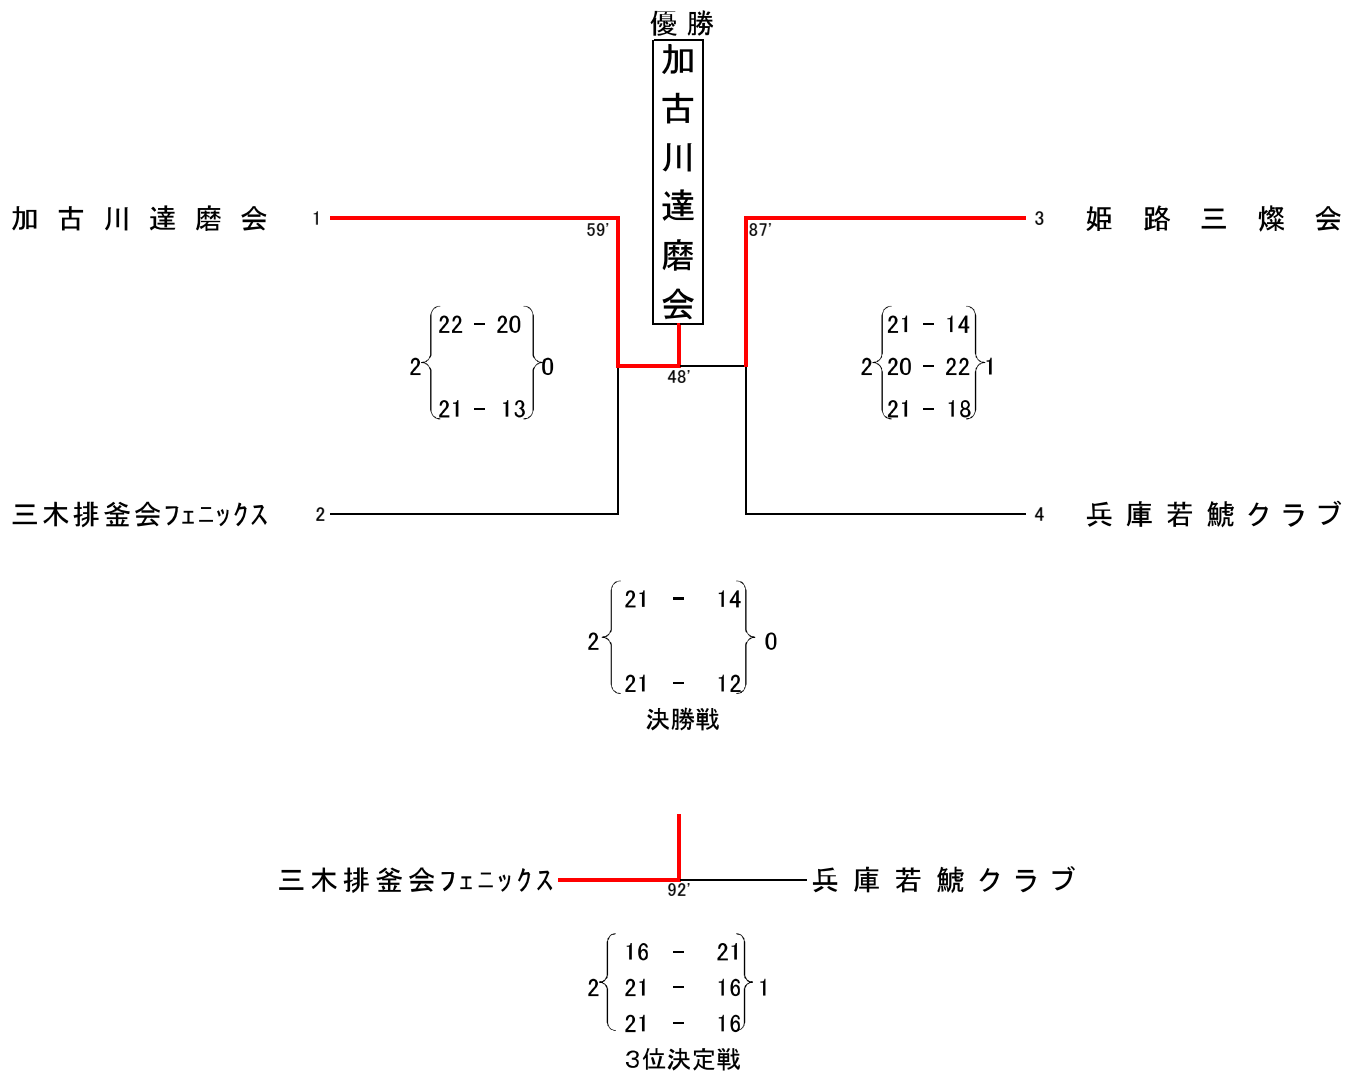 優勝
加古川達磨会
加古川達磨会 1
59'
87'
3 姫路三燦会
22 - 20
2 0
21 - 13
21 - 14
2 20 - 22 1
21 - 18
48'
三木排釜会フェニックス 2
4 兵庫若鯱クラブ
21 - 14
2 0
21 - 12
決勝戦
三木排釜会フェニックス 兵庫若鯱クラブ
92'
16 - 21
2 21 - 16 1
21 - 16
3位決定戦